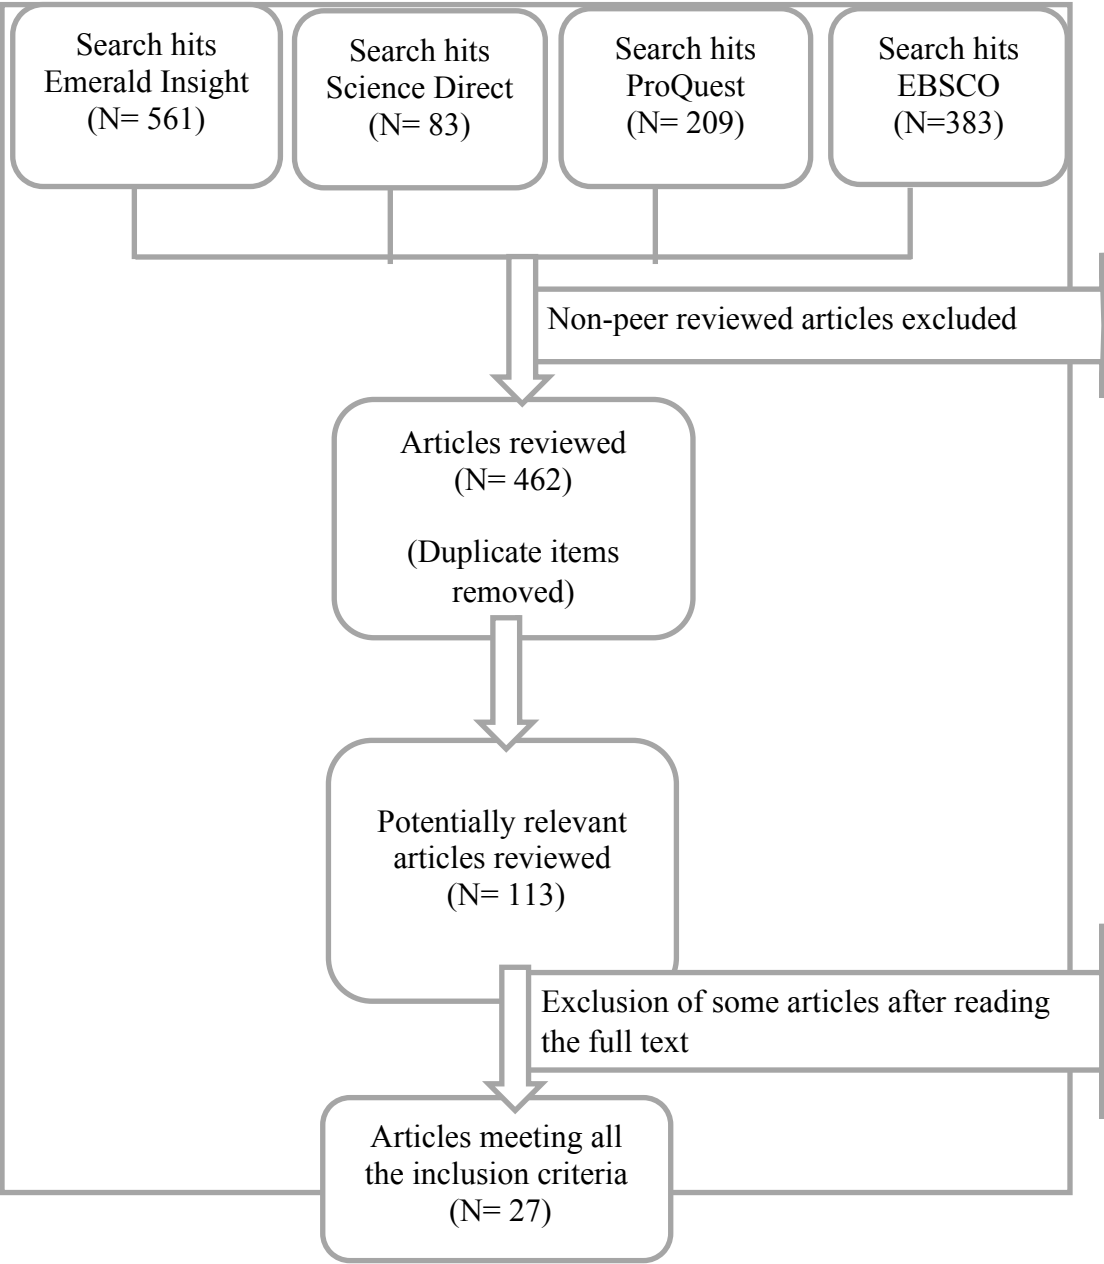 Search hits
Emerald Insight
(N= 561)
Search hits
Science Direct
(N= 83)
Search hits
ProQuest
(N= 209)
Search hits
EBSCO
(N=383)
Non-peer reviewed articles excluded
Articles reviewed
(N= 462)
(Duplicate items
removed)
Potentially relevant
articles reviewed
(N= 113)
Exclusion of some articles after reading
the full text
Articles meeting all
the inclusion criteria
(N= 27)